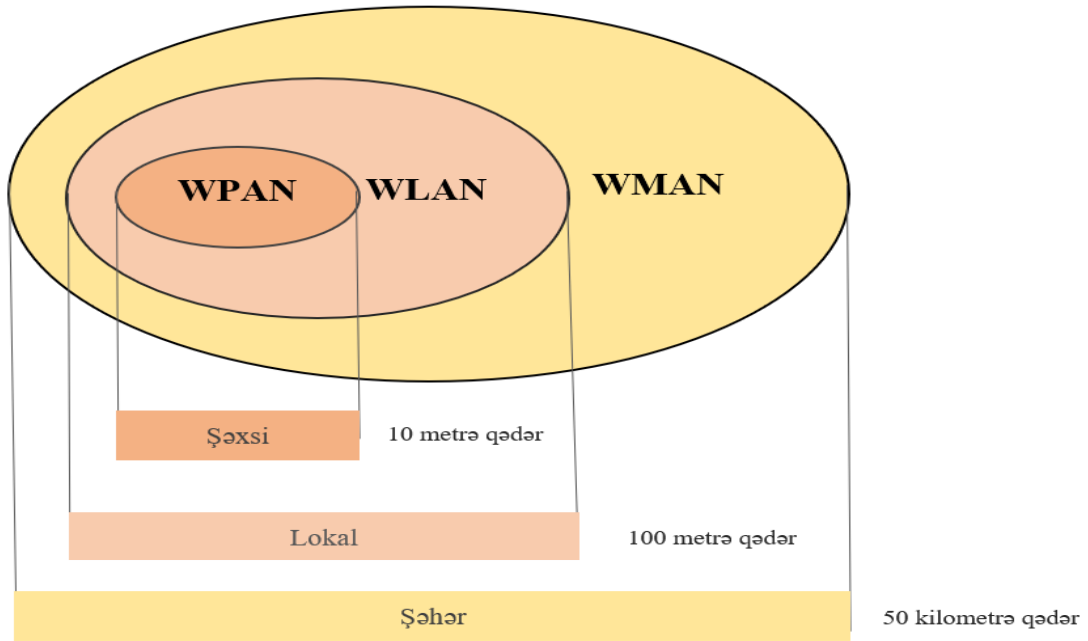 WPAN
WLAN
WMAN
Şəxsi
10 metrə qədər
Lokal
100 metrə qədər
Şəhər
50 kilometrə qədər